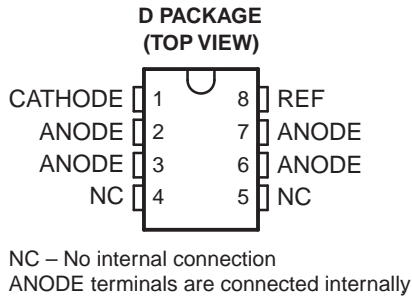 D PACKAGE
(TOP VIEW)
CATHODE 1 8 REF
ANODE 2 7 ANODE
ANODE 3 6 ANODE
NC 4 5 NC
NC – No internal connection
ANODE terminals are connected internally